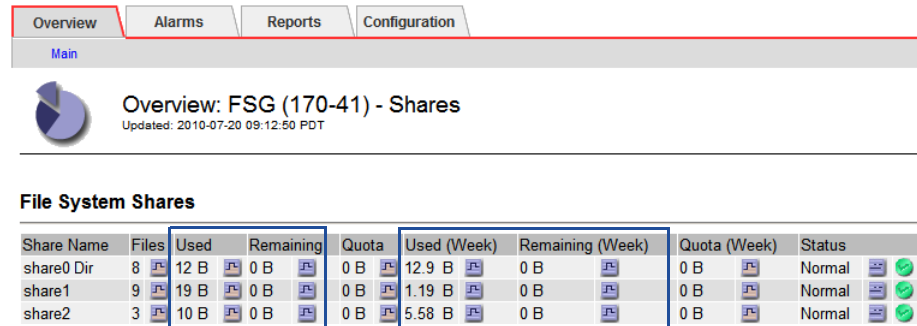 Overview Alarms Reports Configuration
Main
Overview: FSG (170-41) - Shares
Updated: 2010-07-20 09:12:50 PDT
File System Shares
Share Name Files Used Remaining Quota Used (Week) Remaining (Week) Quota (Week) Status
share0 Dir 8 12 B 0 B 0 B 12.9 B 0 B 0 B Normal
share1 9 19 B 0 B 0 B 1.19 B 0 B 0 B Normal
share2 3 10 B 0 B 0 B 5.58 B 0 B 0 B Normal